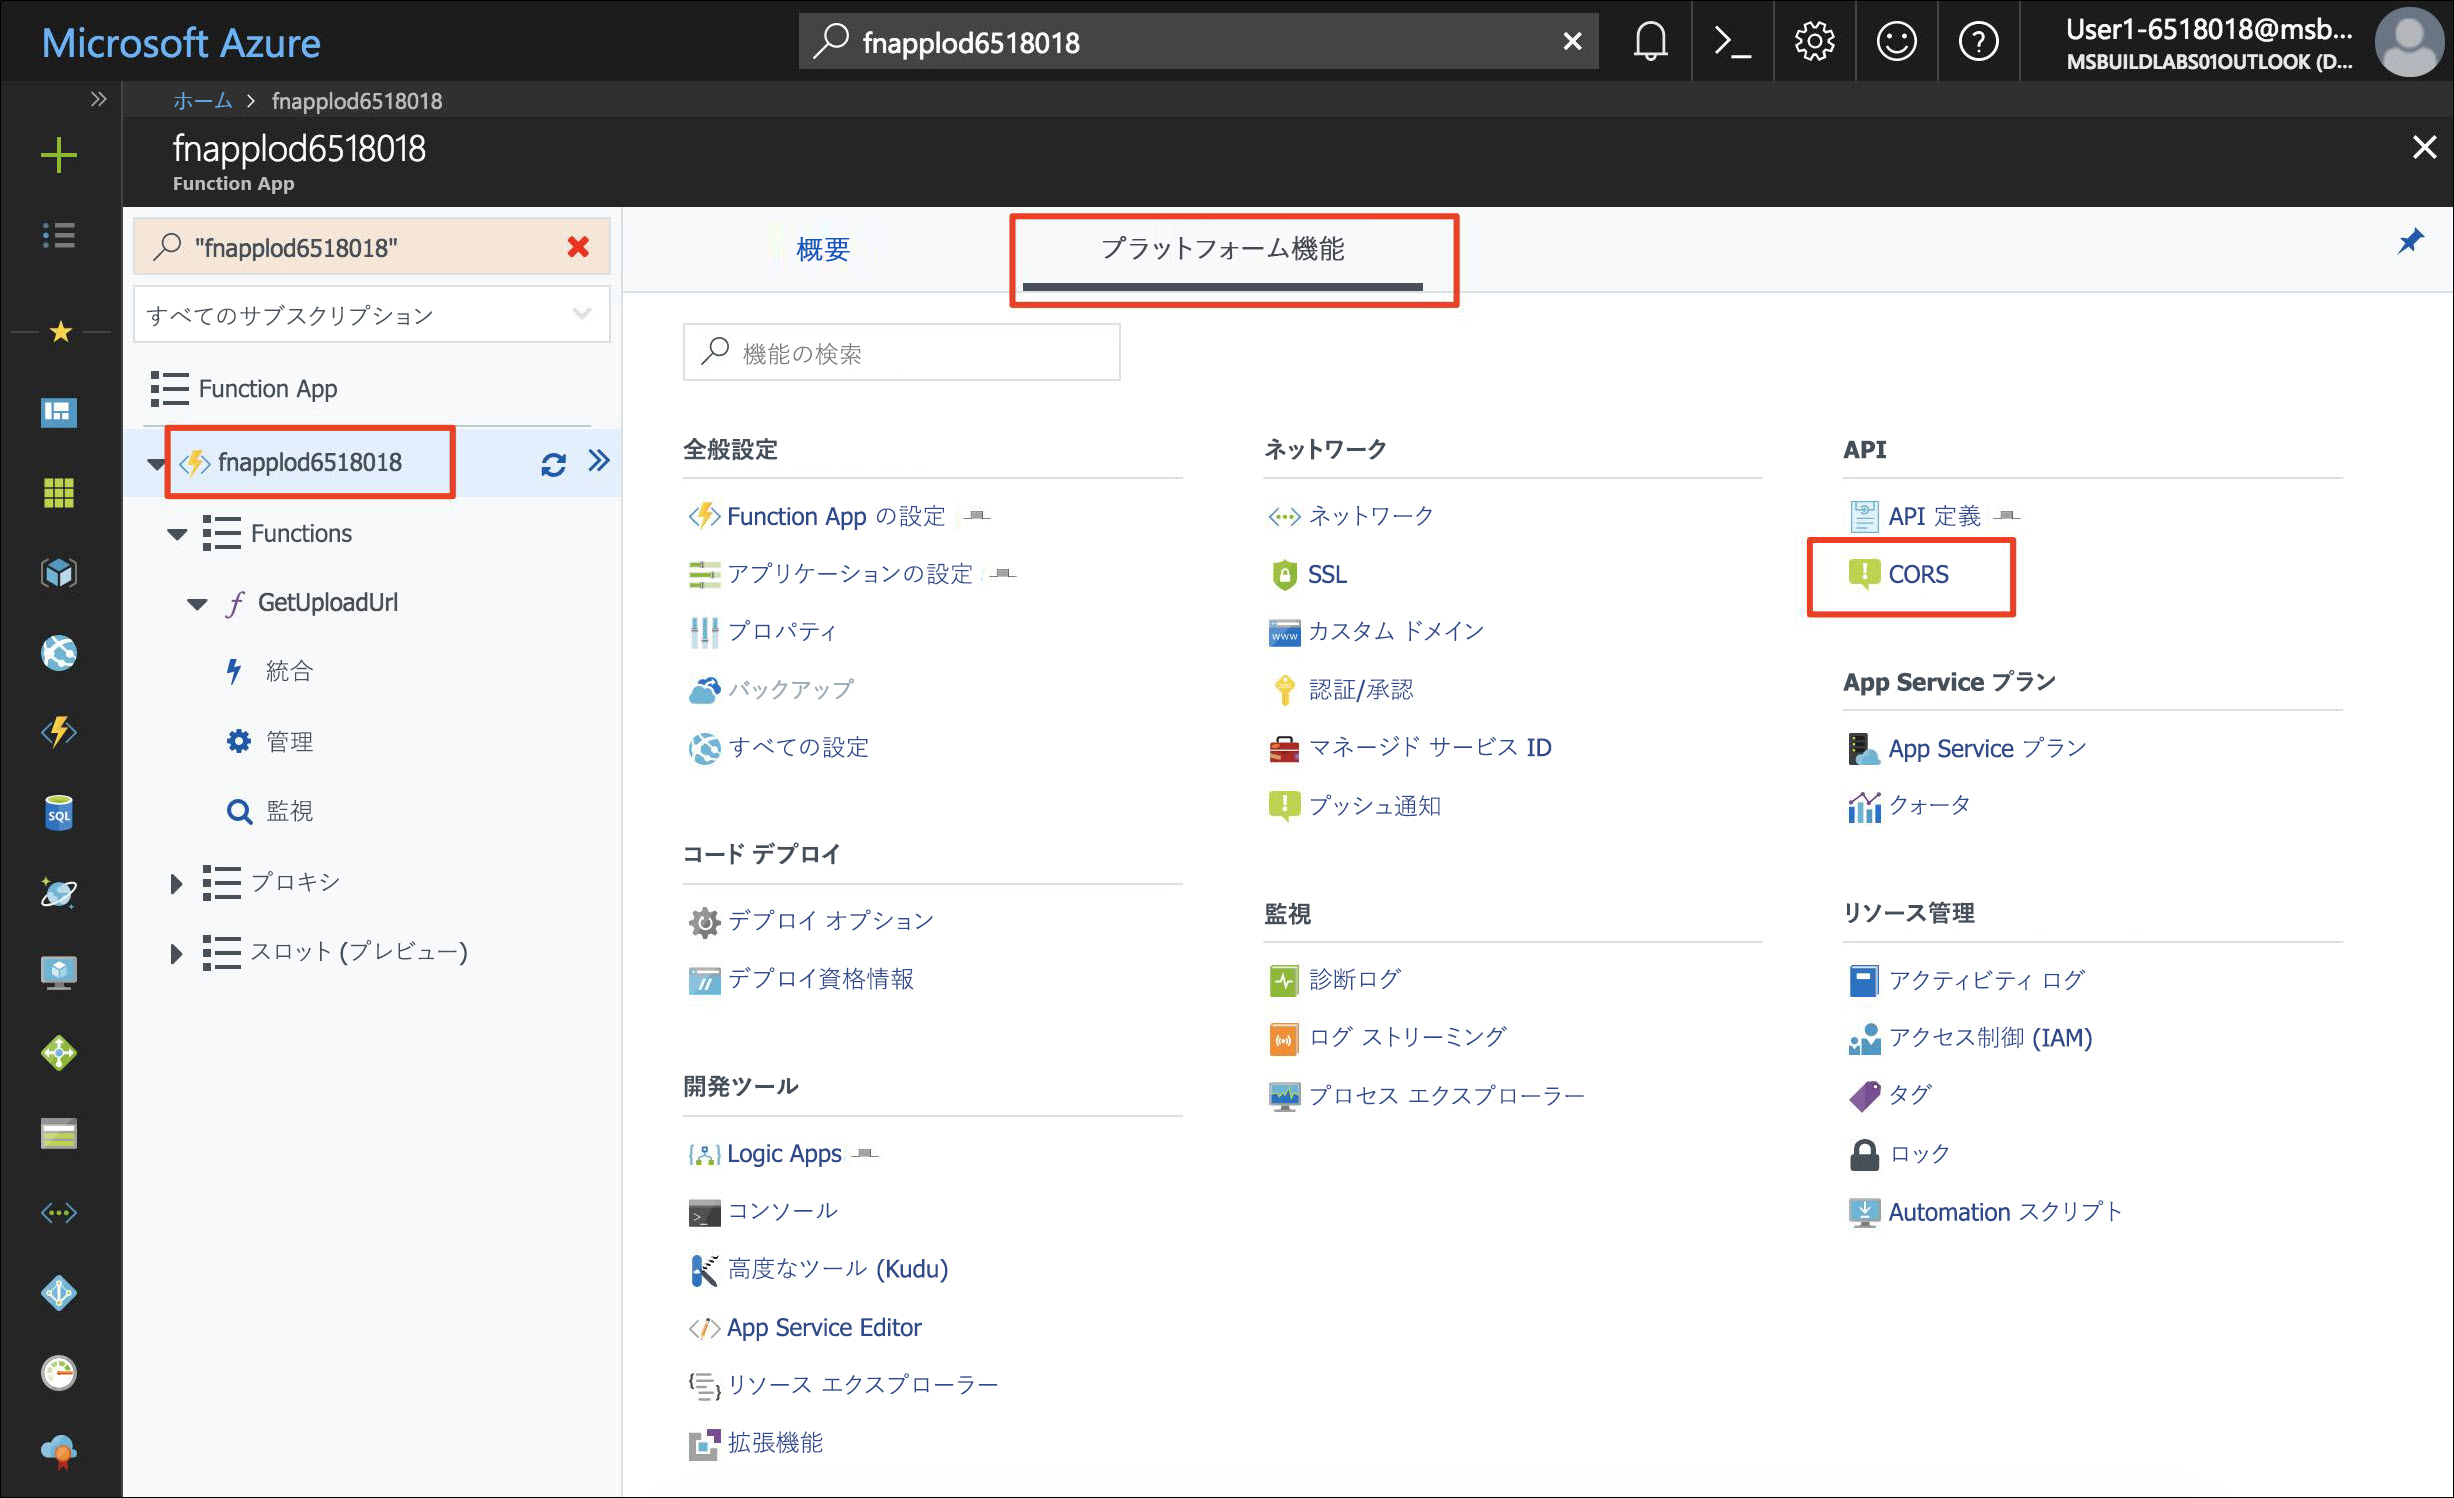 Microsoft Azure
fnapplod6518018
User1-6518018@msb...
MSBUILDLABS01OUTLOOK (D...
ホーム > fnapplod6518018
fnapplod6518018
Function App
"fnapplod6518018"
すべてのサブスクリプション
Function App
fnapplod6518018
Functions
GetUploadUrl
統合
管理
監視
プロキシ
スロット (プレビュー)
概要
プラットフォーム機能
機能の検索
全般設定
Function App の設定
アプリケーションの設定
プロパティ
バックアップ
すべての設定
コード デプロイ
デプロイ オプション
デプロイ資格情報
開発ツール
Logic Apps
コンソール
高度なツール (Kudu)
App Service Editor
リソース エクスプローラー
拡張機能
ネットワーク
ネットワーク
SSL
カスタム ドメイン
認証/承認
マネージド サービス ID
プッシュ通知
監視
診断ログ
ログ ストリーミング
プロセス エクスプローラー
API
API 定義
CORS
App Service プラン
App Service プラン
クォータ
リソース管理
アクティビティ ログ
アクセス制御 (IAM)
タグ
ロック
Automation スクリプト
SQL
www